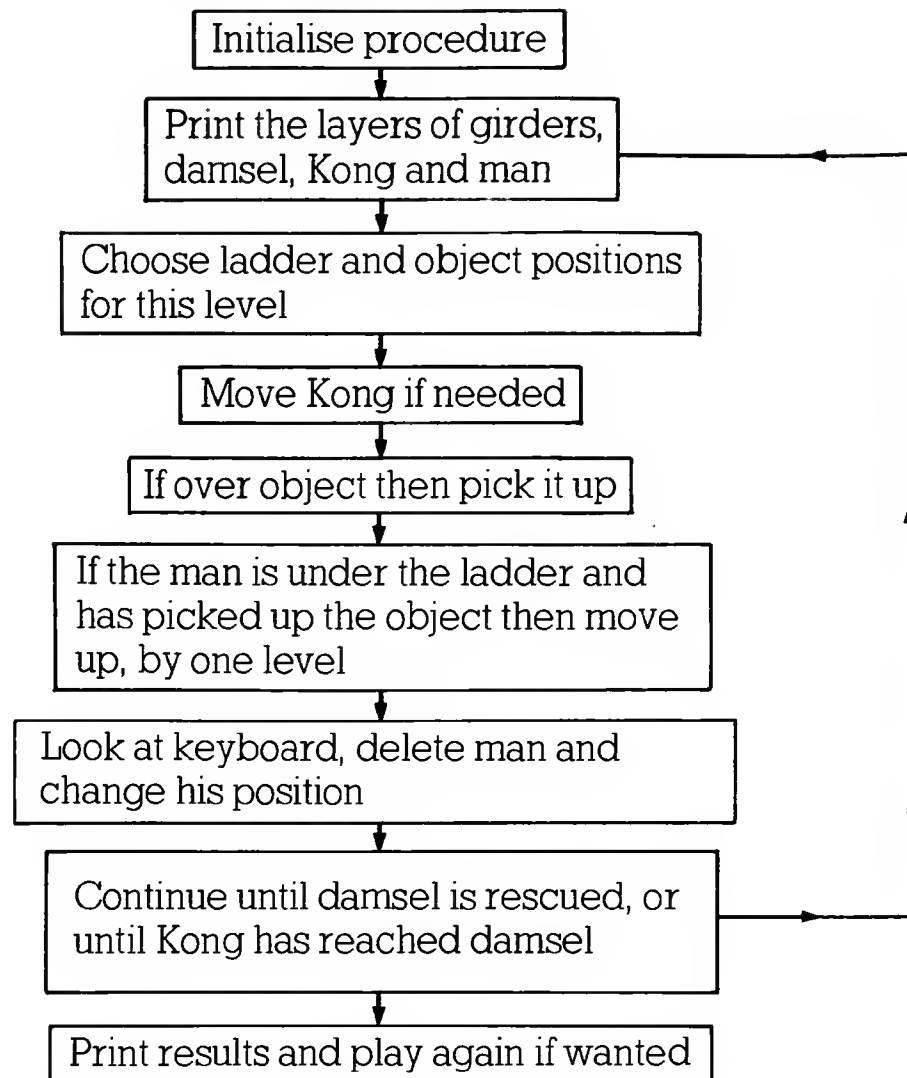 Initialise procedure
Print the layers of girders,
damsel, Kong and man
Choose ladder and object positions
for this level
Move Kong if needed
If over object then pick it up
If the man is under the ladder and
has picked up the object then move
up, by one level
Look at keyboard, delete man and
change his position
Continue until damsel is rescued, or
until Kong has reached damsel
Print results and play again if wanted